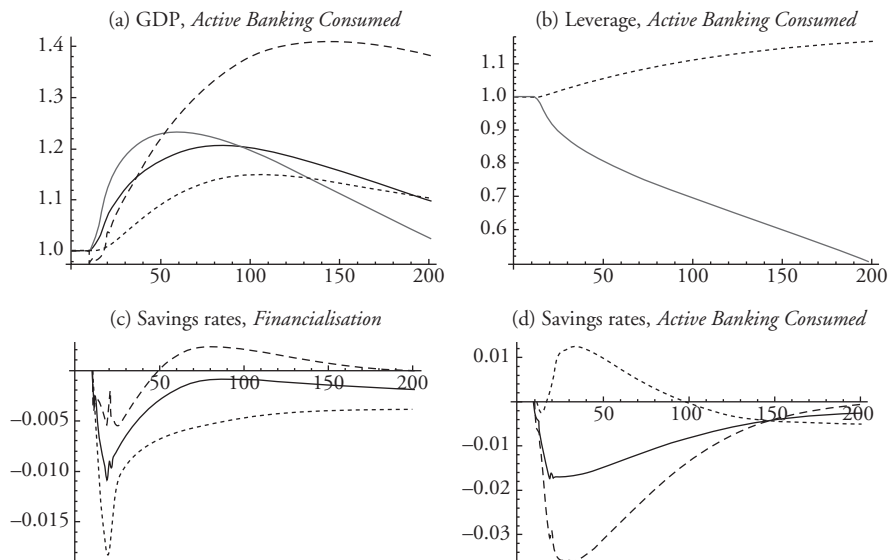 (a) GDP, Active Banking Consumed
1.4
1.3
1.2
1.1
1.0
50 100 150 200
(b) Leverage, Active Banking Consumed
1.1
1.0
0.9
0.8
0.7
0.6
50 100 150 200
(c) Savings rates, Financialisation
50 100 150 200
−0.005
−0.010
−0.015
(d) Savings rates, Active Banking Consumed
0.01
50 100 150 200
−0.01
−0.02
−0.03